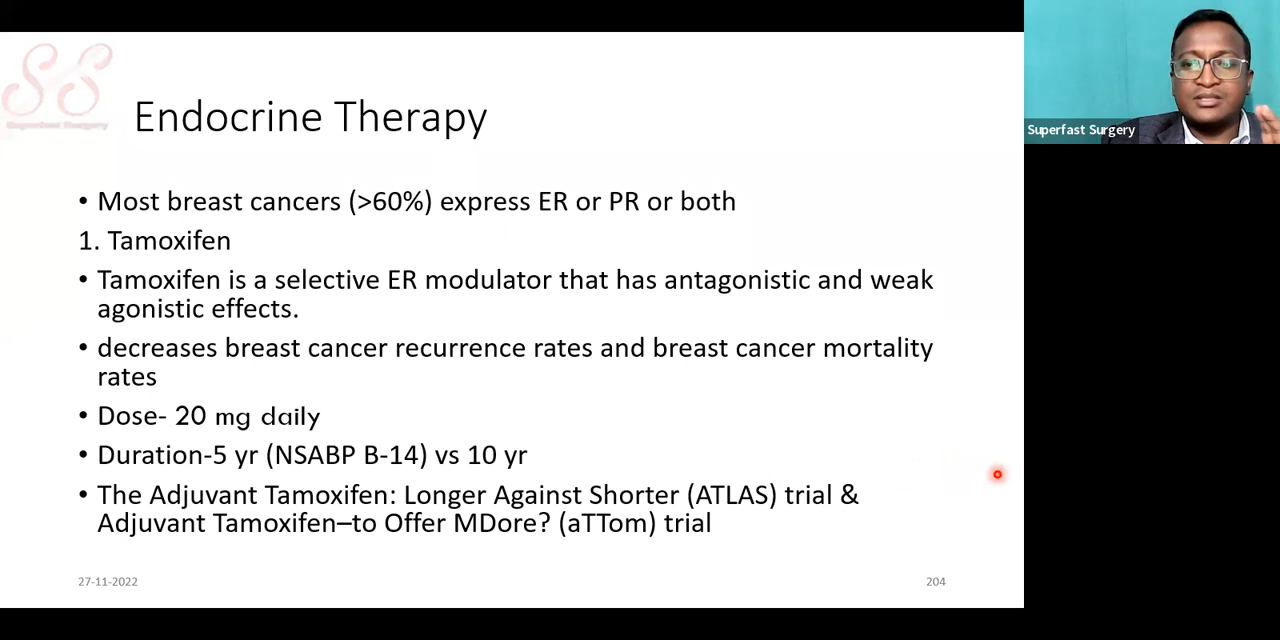 SS
Superfast Surgery
Endocrine Therapy
• Most breast cancers (>60%) express ER or PR or both
1. Tamoxifen
• Tamoxifen is a selective ER modulator that has antagonistic and weak
agonistic effects.
• decreases breast cancer recurrence rates and breast cancer mortality
rates
• Dose- 20 mg daily
• Duration-5 yr (NSABP B-14) vs 10 yr
• The Adjuvant Tamoxifen: Longer Against Shorter (ATLAS) trial &
Adjuvant Tamoxifen–to Offer MDore? (aTTom) trial
27-11-2022
204
Superfast Surgery